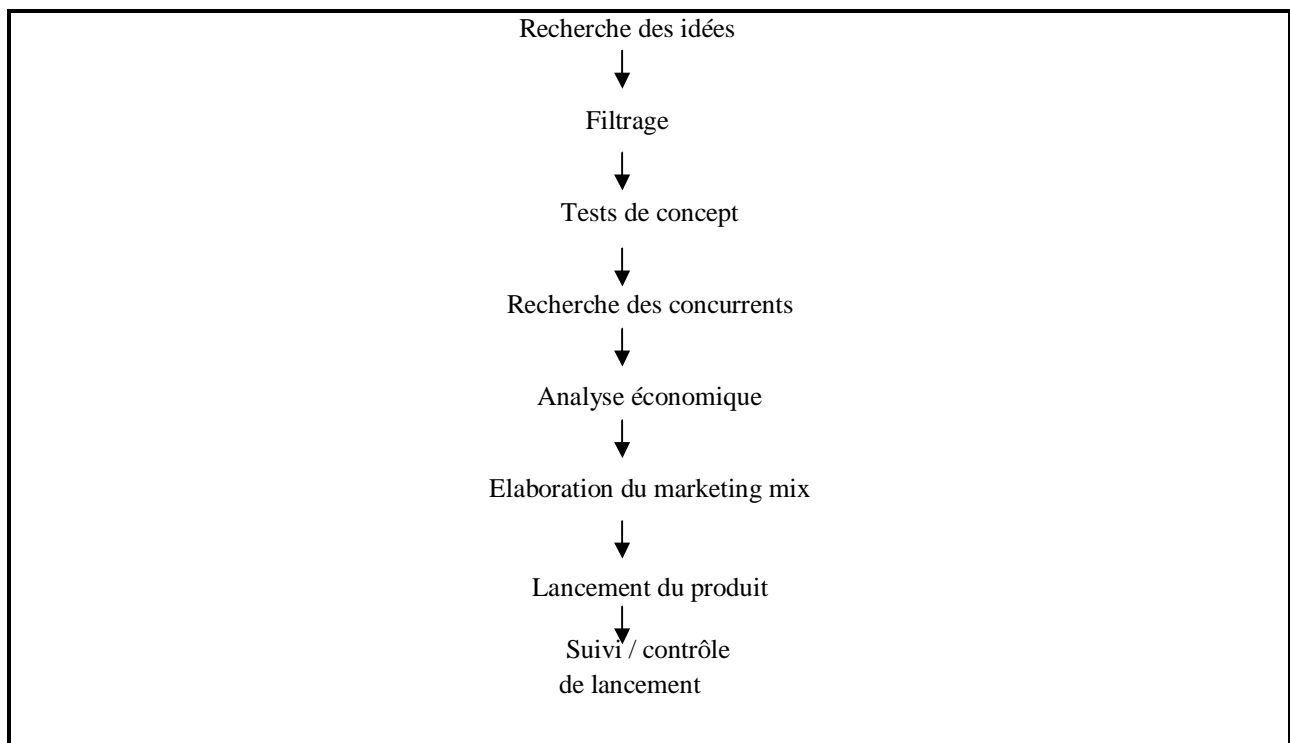 Recherche des idées
Filtrage
Tests de concept
Recherche des concurrents
Analyse économique
Elaboration du marketing mix
Lancement du produit
Suivi / contrôle
de lancement